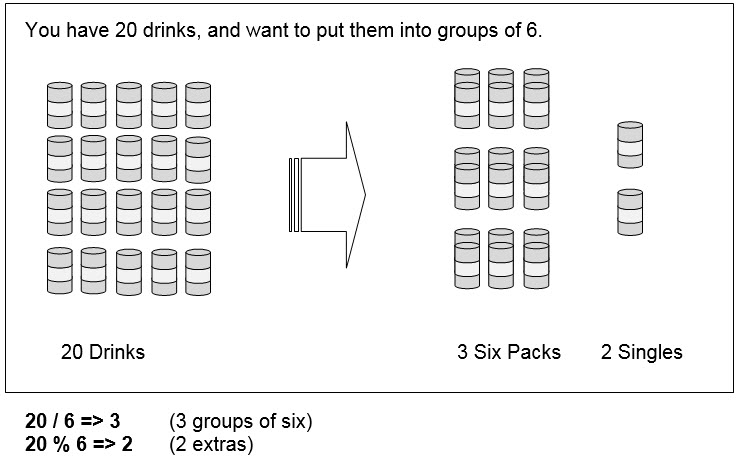 You have 20 drinks, and want to put them into groups of 6.
20 Drinks
3 Six Packs
2 Singles
20 / 6 => 3 (3 groups of six)
20 % 6 => 2 (2 extras)